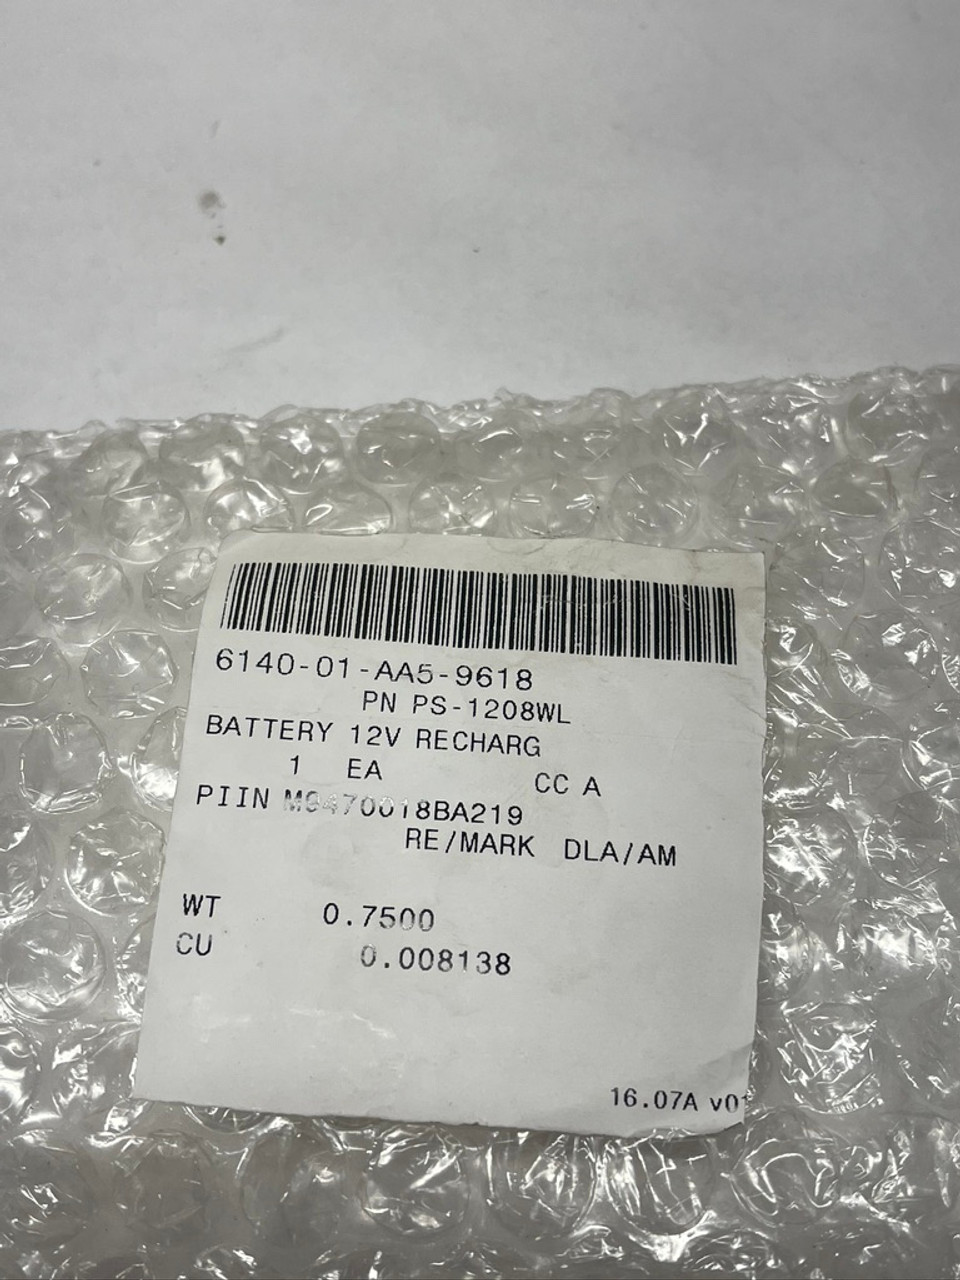 6140-01-AA5-9618
PN PS-1208WL
BATTERY 12V RECHARG
1 EA CC A
PIIN M9470018BA219
RE/MARK DLA/AM
WT 0.7500
CU 0.008138
16.07A v01